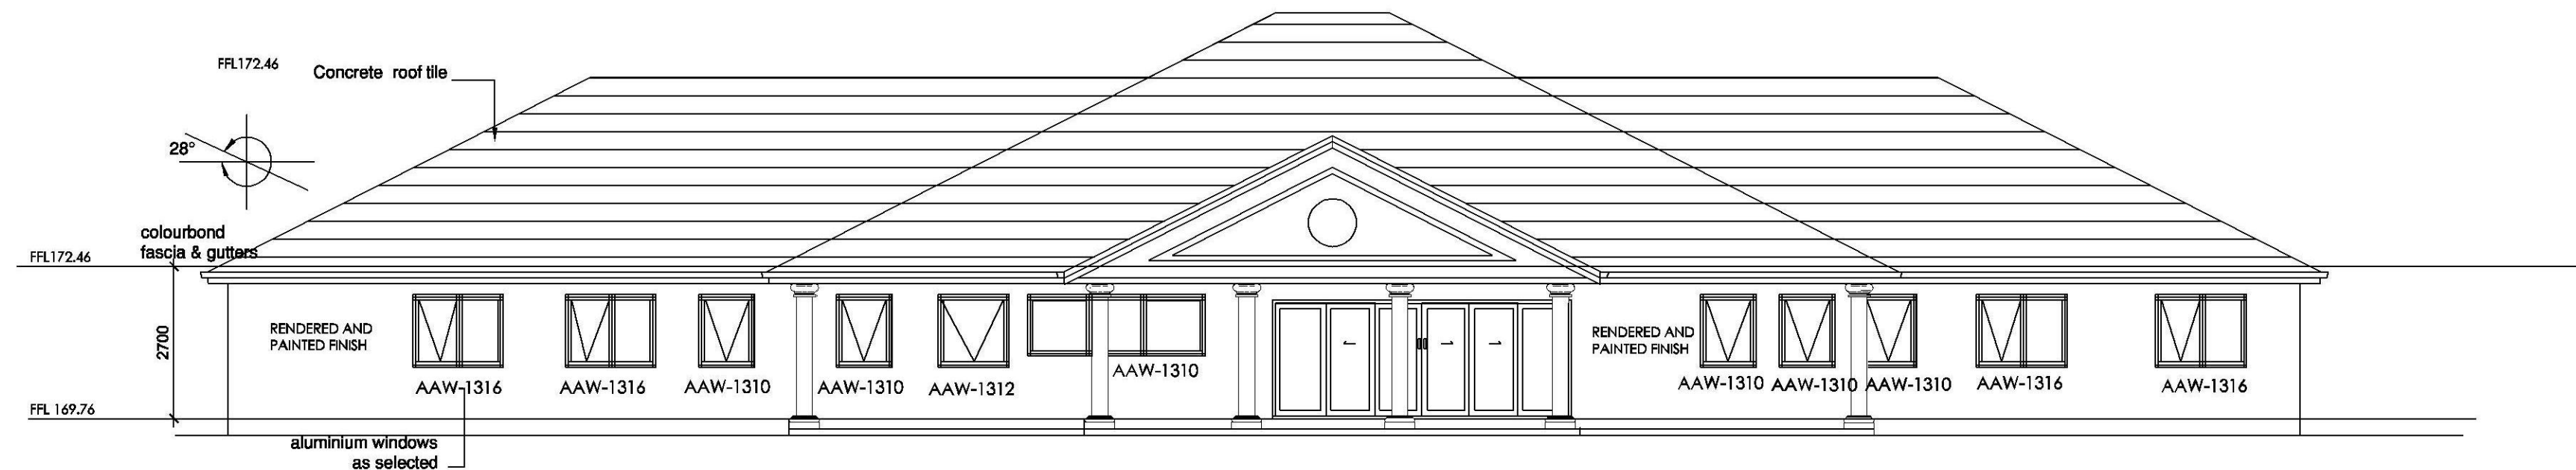 FFL172.46
Concrete roof tile
28°
colourbond
fascia & gutters
FFL172.46
2700
RENDERED AND
PAINTED FINISH
AAW-1316
AAW-1316
AAW-1310
AAW-1310
AAW-1312
AAW-1310
RENDERED AND
PAINTED FINISH
AAW-1310
AAW-1310
AAW-1310
AAW-1316
AAW-1316
FFL 169.76
aluminium windows
as selected